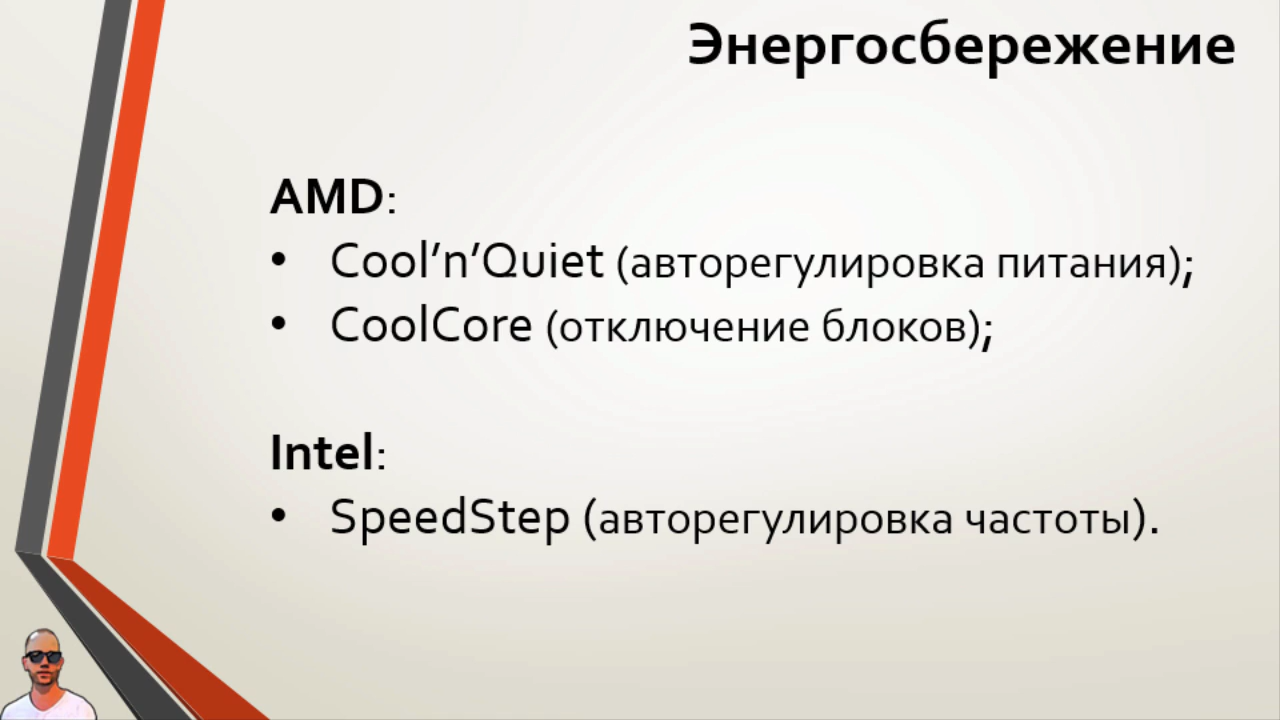 Энергосбережение
AMD:
• Cool’n’Quiet (авторегулировка питания);
• CoolCore (отключение блоков);
Intel:
• SpeedStep (авторегулировка частоты).